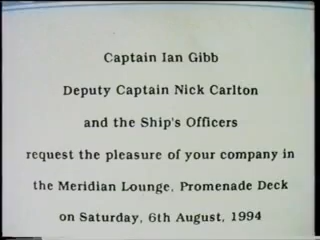 Captain Ian Gibb
Deputy Captain Nick Carlton
and the Ship's Officers
request the pleasure of your company in
the Meridian Lounge, Promenade Deck
on Saturday, 6th August, 1994